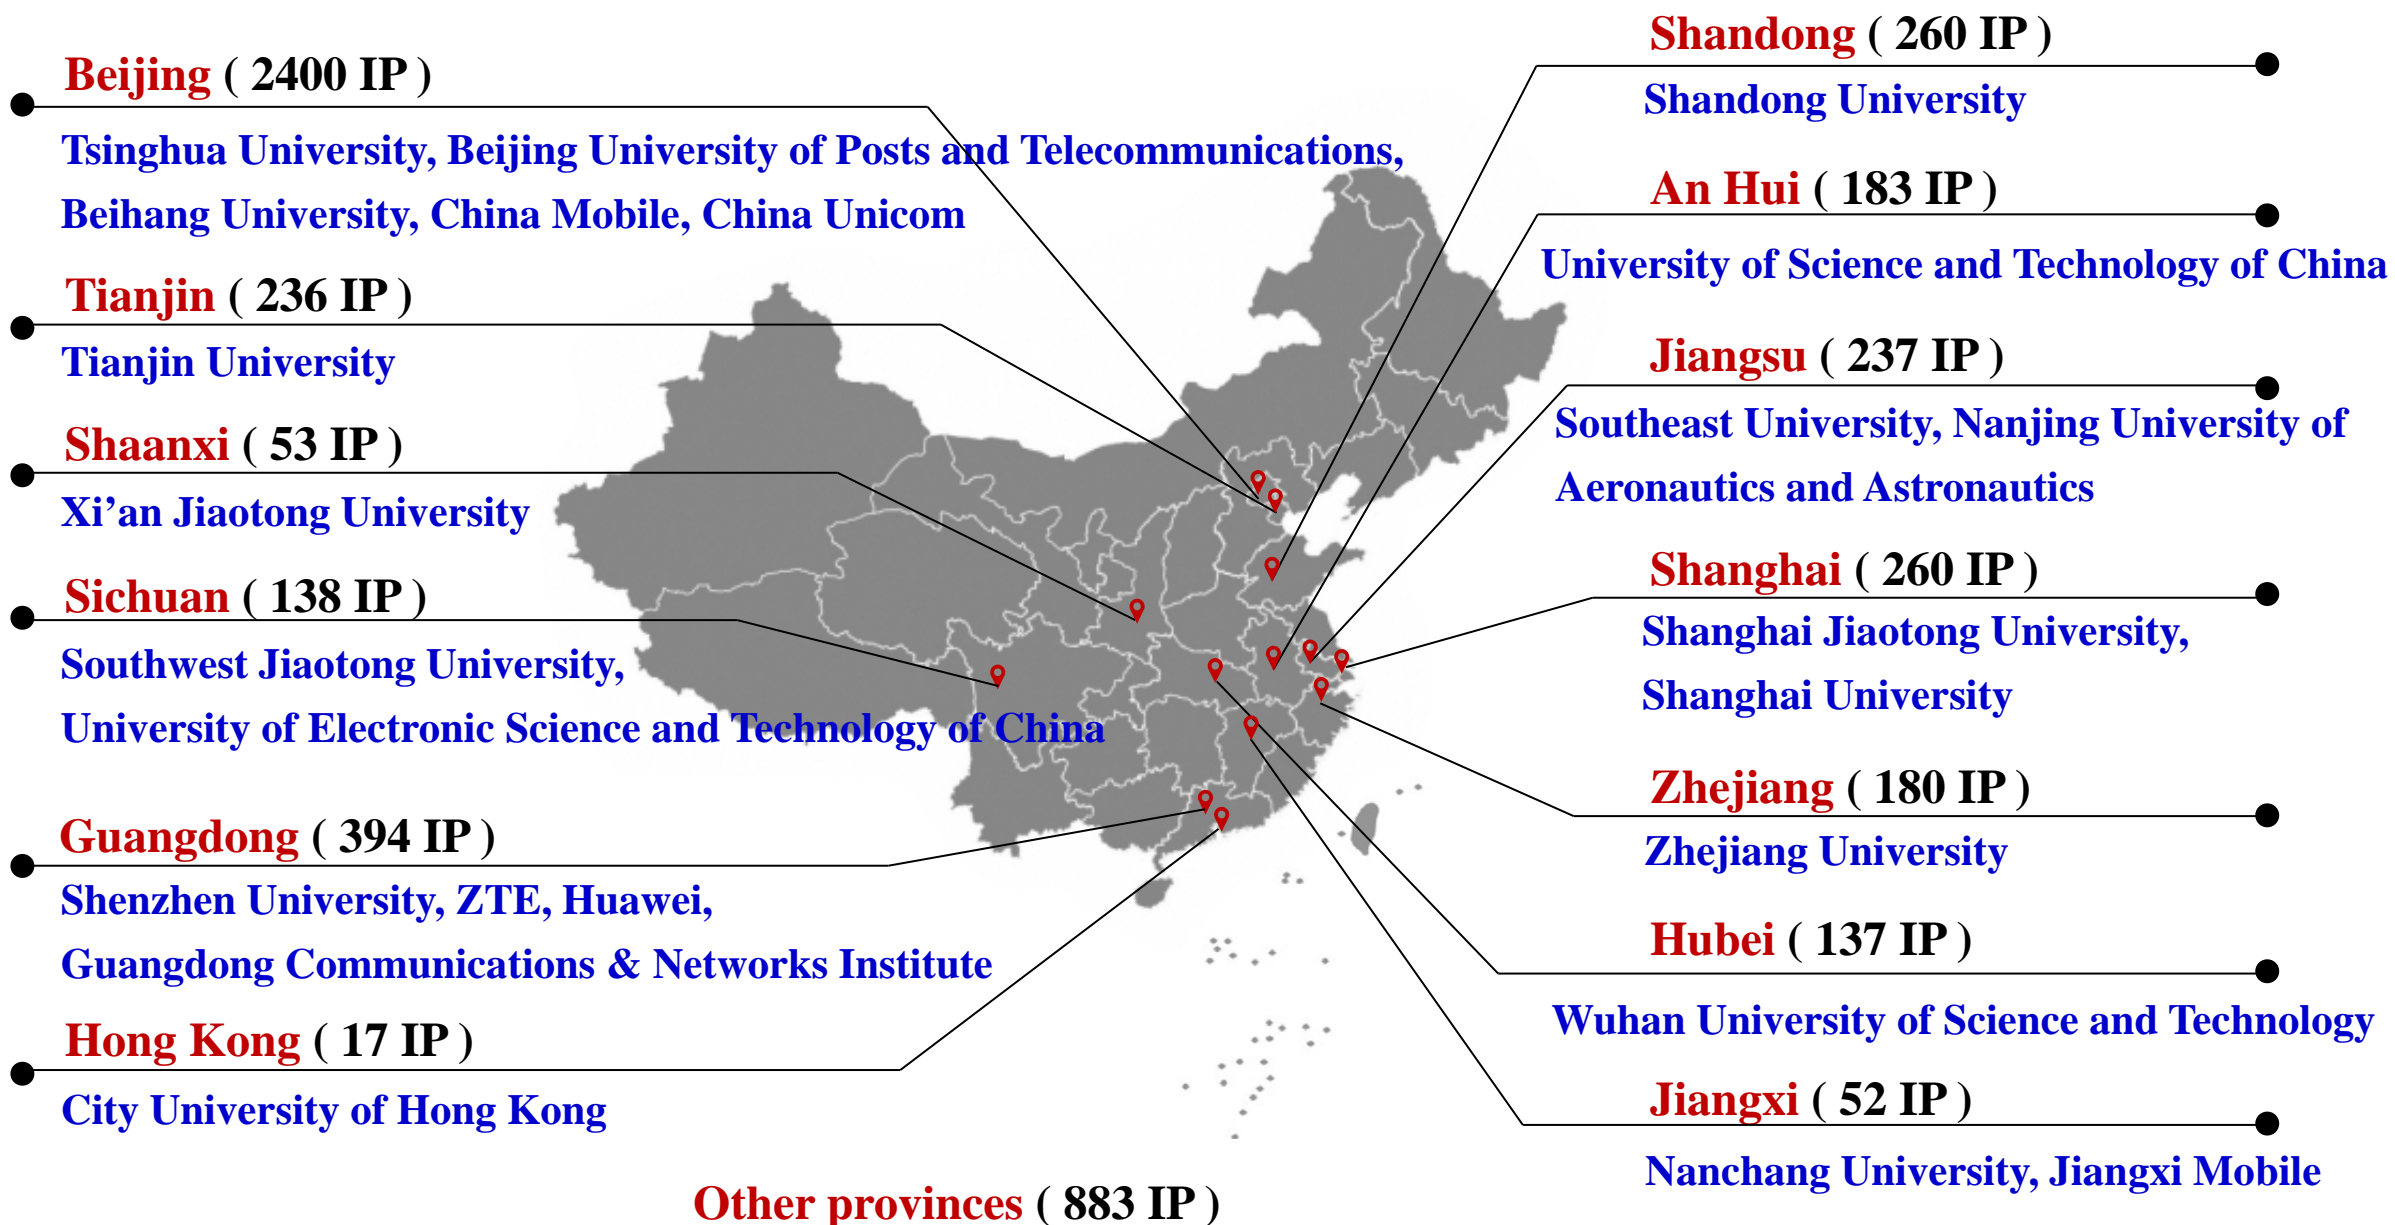 Beijing ( 2400 IP )
Tsinghua University, Beijing University of Posts and Telecommunications,
Beihang University, China Mobile, China Unicom
Tianjin ( 236 IP )
Tianjin University
Shaanxi ( 53 IP )
Xi’an Jiaotong University
Sichuan ( 138 IP )
Southwest Jiaotong University,
University of Electronic Science and Technology of China
Guangdong ( 394 IP )
Shenzhen University, ZTE, Huawei,
Guangdong Communications & Networks Institute
Hong Kong ( 17 IP )
City University of Hong Kong
Shandong ( 260 IP )
Shandong University
An Hui ( 183 IP )
University of Science and Technology of China
Jiangsu ( 237 IP )
Southeast University, Nanjing University of
Aeronautics and Astronautics
Shanghai ( 260 IP )
Shanghai Jiaotong University,
Shanghai University
Zhejiang ( 180 IP )
Zhejiang University
Hubei ( 137 IP )
Wuhan University of Science and Technology
Jiangxi ( 52 IP )
Nanchang University, Jiangxi Mobile
Other provinces ( 883 IP )